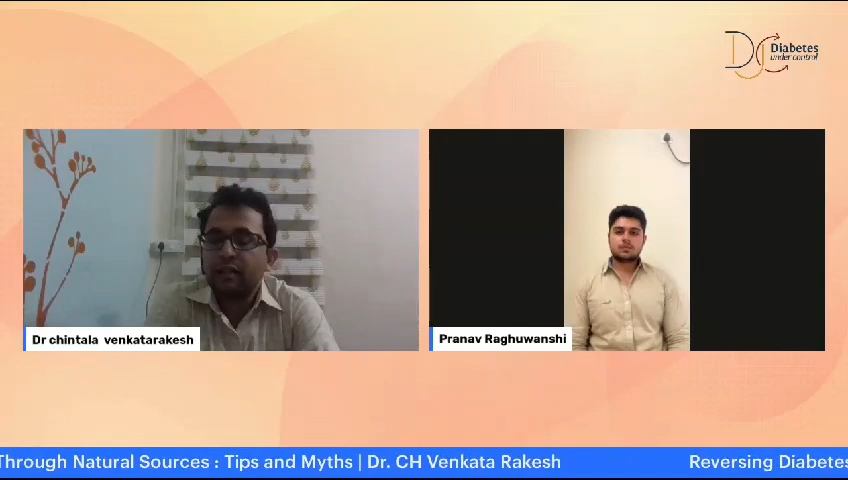 Diabetes
under control
Dr chintala venkatarakesh
Pranav Raghuwanshi
Through Natural Sources : Tips and Myths | Dr. CH Venkata Rakesh Reversing Diabetes